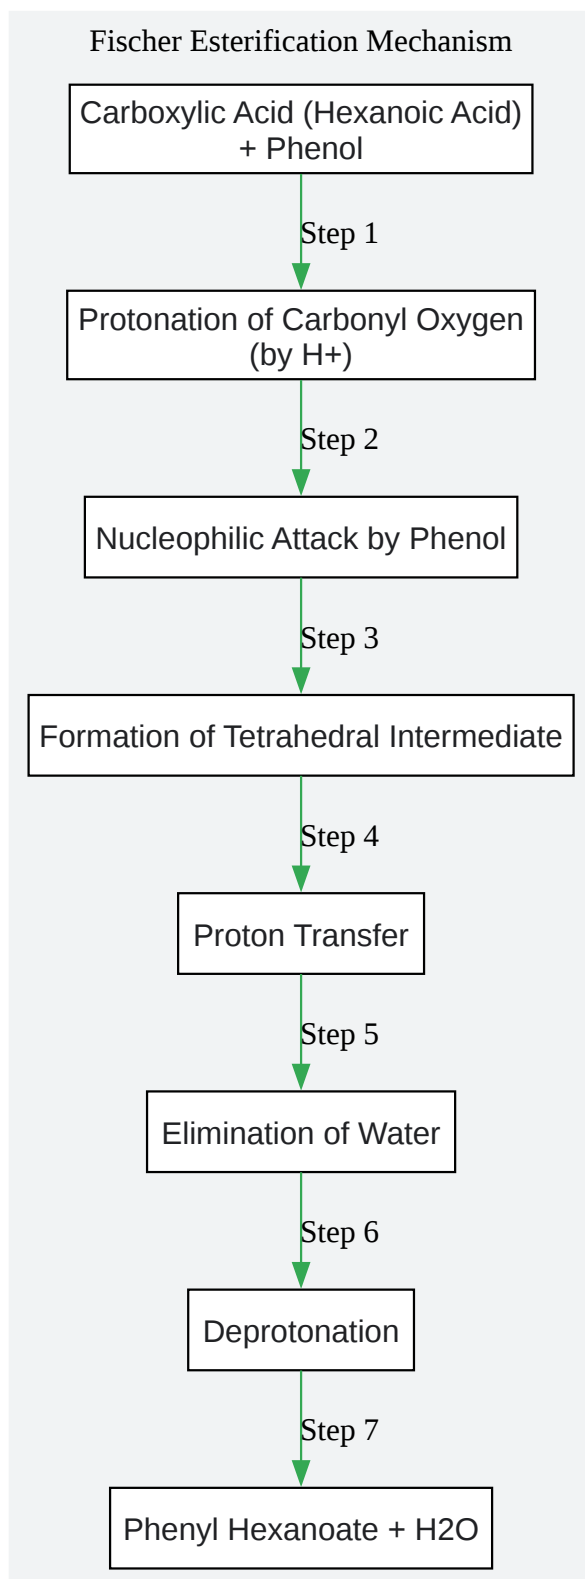 Fischer Esterification Mechanism
Carboxylic Acid (Hexanoic Acid)
+ Phenol
Step 1
Protonation of Carbonyl Oxygen
(by H+)
Step 2
Nucleophilic Attack by Phenol
Step 3
Formation of Tetrahedral Intermediate
Step 4
Proton Transfer
Step 5
Elimination of Water
Step 6
Deprotonation
Step 7
Phenyl Hexanoate + H2O